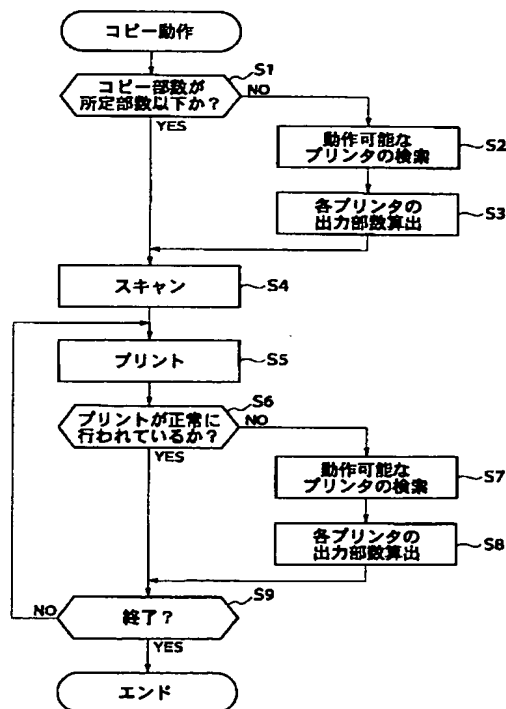 コピー動作
S1
コピー部数が
所定部数以下か?
NO
YES
動作可能な
プリンタの検索
S2
各プリンタの
出力部数算出
S3
スキャン
S4
プリント
S5
S6
プリントが正常に
行われているか?
NO
YES
動作可能な
プリンタの検索
S7
各プリンタの
出力部数算出
S8
S9
終了?
NO
YES
エンド